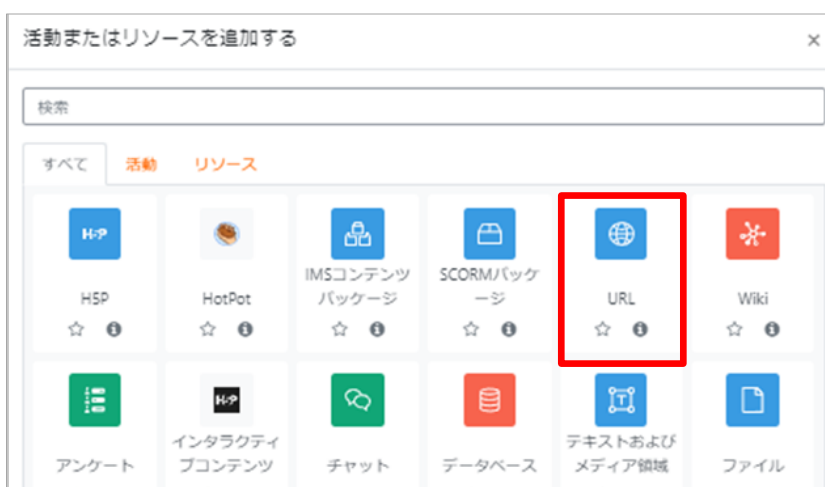 活動またはリソースを追加する ×
検索
すべて 活動 リソース
H5P
IMSコンテンツ SCORMパッケ
H5P HotPot パッケージ ージ URL Wiki
H5P
インタラクティ テキストおよび
アンケート ブコンテンツ チャット データベース メディア領域 ファイル